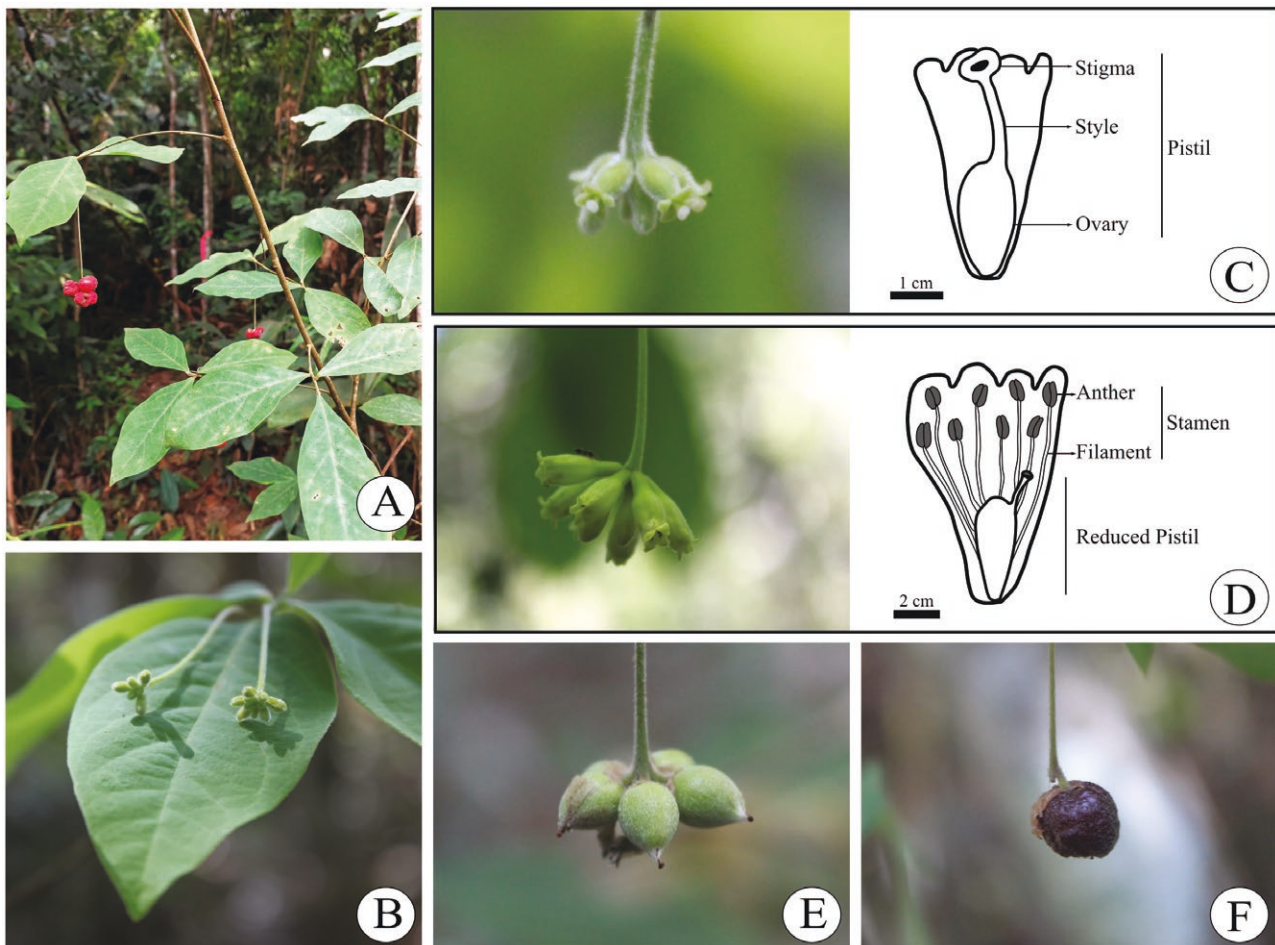 A
B
Stigma
Style
Pistil
Ovary
1 cm
C
Anther
Stamen
Filament
Reduced Pistil
2 cm
D
E
F